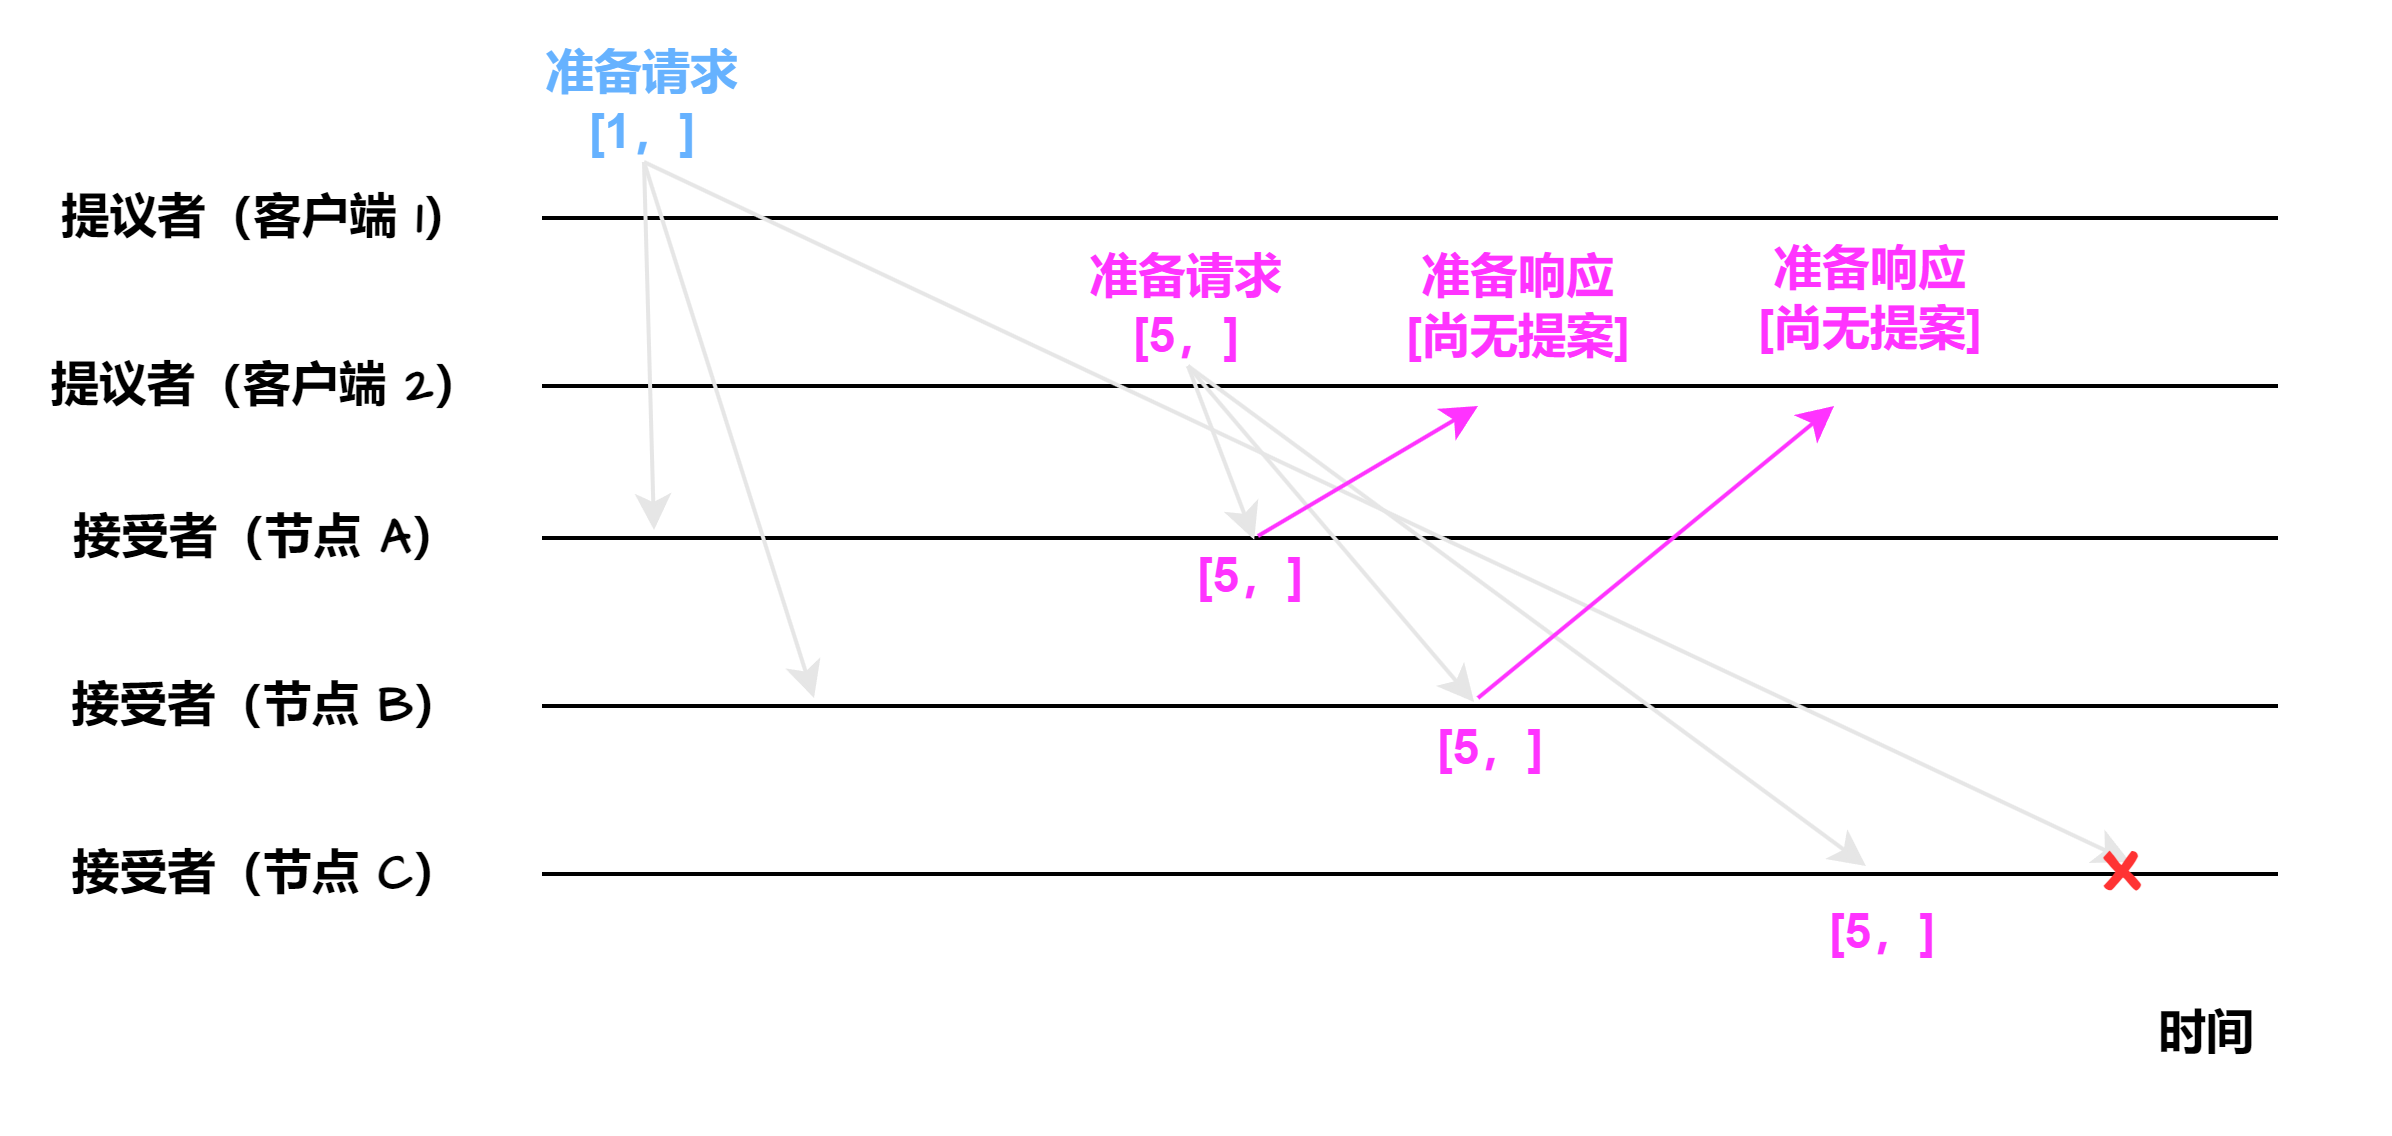 准备请求
[1， ]
提议者（客户端 1）
准备请求
[5， ]
准备响应
[尚无提案]
准备响应
[尚无提案]
提议者（客户端 2）
接受者（节点 A）
[5， ]
接受者（节点 B）
[5， ]
接受者（节点 C）
[5， ]
时间